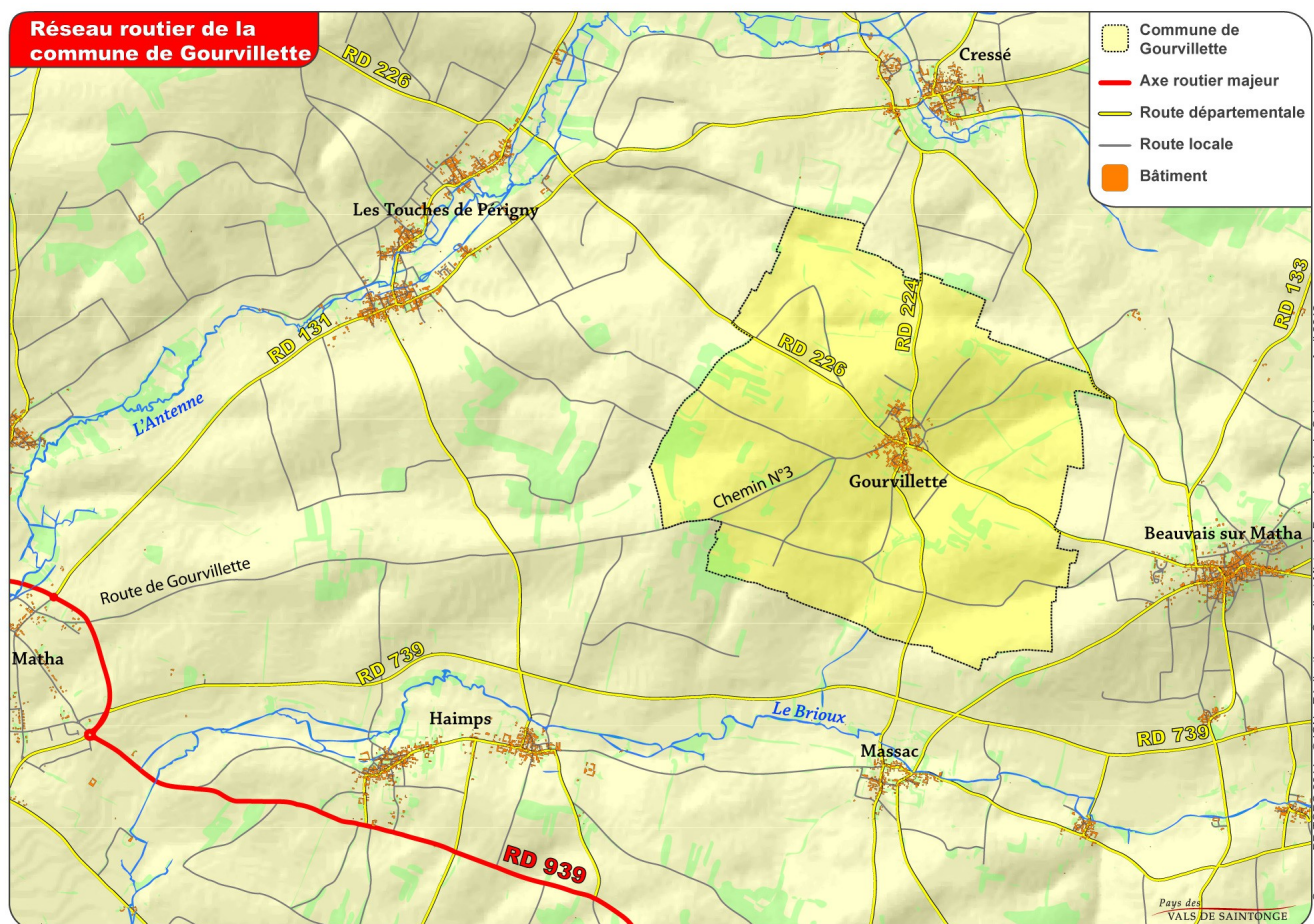 Réseau routier de la
commune de Gourvillette
Commune de
Gourvillette
Axe routier majeur
Route départementale
Route locale
Bâtiment
RD 226
Cressé
Les Touches de Périgny
RD 133
RD 224
RD 131
RD 226
L'Antenne
Chemin N°3
Gourvillette
Beauvais sur Matha
Route de Gourvillette
Matha
RD 739
Haimps
Le Brioux
RD 739
Massac
RD 939
Pays des
VALS DE SAINTONGE